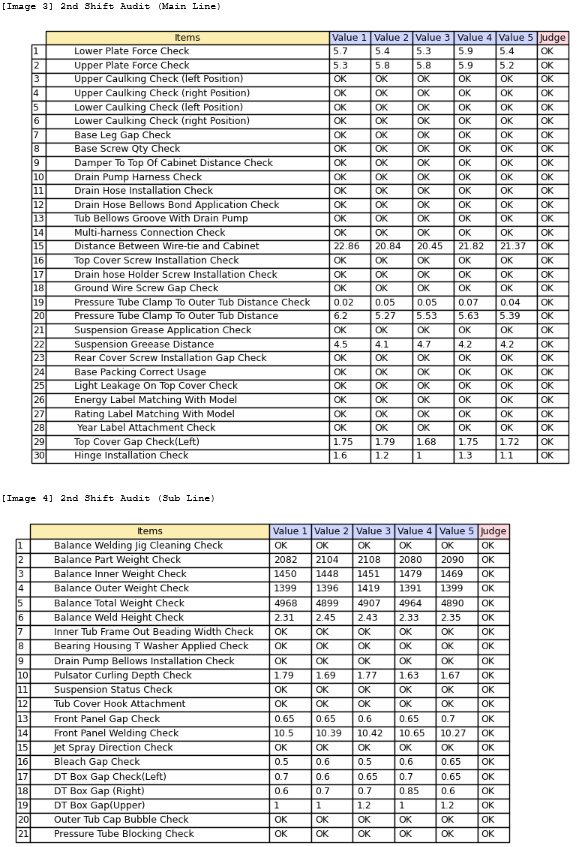 [Image 3] 2nd Shift Audit (Main Line)
Items Value 1 Value 2 Value 3 Value 4 Value 5 Judge
1 Lower Plate Force Check 5.7 5.4 5.3 5.9 5.4 OK
2 Upper Plate Force Check 5.3 5.8 5.8 5.9 5.2 OK
3 Upper Caulking Check (left Position) OK OK OK OK OK OK
4 Upper Caulking Check (right Position) OK OK OK OK OK OK
5 Lower Caulking Check (left Position) OK OK OK OK OK OK
6 Lower Caulking Check (right Position) OK OK OK OK OK OK
7 Base Leg Gap Check OK OK OK OK OK OK
8 Base Screw Qty Check OK OK OK OK OK OK
9 Damper To Top Of Cabinet Distance Check OK OK OK OK OK OK
10 Drain Pump Harness Check OK OK OK OK OK OK
11 Drain Hose Installation Check OK OK OK OK OK OK
12 Drain Hose Bellows Bond Application Check OK OK OK OK OK OK
13 Tub Bellows Groove With Drain Pump OK OK OK OK OK OK
14 Multi-harness Connection Check OK OK OK OK OK OK
15 Distance Between Wire-tie and Cabinet 22.86 20.84 20.45 21.82 21.37 OK
16 Top Cover Screw Installation Check OK OK OK OK OK OK
17 Drain hose Holder Screw Installation Check OK OK OK OK OK OK
18 Ground Wire Screw Gap Check OK OK OK OK OK OK
19 Pressure Tube Clamp To Outer Tub Distance Check 0.02 0.05 0.05 0.07 0.04 OK
20 Pressure Tube Clamp To Outer Tub Distance 6.2 5.27 5.53 5.63 5.39 OK
21 Suspension Grease Application Check OK OK OK OK OK OK
22 Suspension Greease Distance 4.5 4.1 4.7 4.2 4.2 OK
23 Rear Cover Screw Installation Gap Check OK OK OK OK OK OK
24 Base Packing Correct Usage OK OK OK OK OK OK
25 Light Leakage On Top Cover Check OK OK OK OK OK OK
26 Energy Label Matching With Model OK OK OK OK OK OK
27 Rating Label Matching With Model OK OK OK OK OK OK
28 Year Label Attachment Check OK OK OK OK OK OK
29 Top Cover Gap Check(Left) 1.75 1.79 1.68 1.75 1.72 OK
30 Hinge Installation Check 1.6 1.2 1 1.3 1.1 OK
[Image 4] 2nd Shift Audit (Sub Line)
Items Value 1 Value 2 Value 3 Value 4 Value 5 Judge
1 Balance Welding Jig Cleaning Check OK OK OK OK OK OK
2 Balance Part Weight Check 2082 2104 2108 2080 2090 OK
3 Balance Inner Weight Check 1450 1448 1451 1479 1469 OK
4 Balance Outer Weight Check 1399 1396 1419 1391 1399 OK
5 Balance Total Weight Check 4968 4899 4907 4964 4890 OK
6 Balance Weld Height Check 2.31 2.45 2.43 2.33 2.35 OK
7 Inner Tub Frame Out Beading Width Check OK OK OK OK OK OK
8 Bearing Housing T Washer Applied Check OK OK OK OK OK OK
9 Drain Pump Bellows Installation Check OK OK OK OK OK OK
10 Pulsator Curling Depth Check 1.79 1.69 1.77 1.63 1.67 OK
11 Suspension Status Check OK OK OK OK OK OK
12 Tub Cover Hook Attachment OK OK OK OK OK OK
13 Front Panel Gap Check 0.65 0.65 0.6 0.65 0.7 OK
14 Front Panel Welding Check 10.5 10.39 10.42 10.65 10.27 OK
15 Jet Spray Direction Check OK OK OK OK OK OK
16 Bleach Gap Check 0.5 0.6 0.5 0.6 0.65 OK
17 DT Box Gap Check(Left) 0.7 0.6 0.65 0.7 0.65 OK
18 DT Box Gap (Right) 0.6 0.7 0.7 0.85 0.6 OK
19 DT Box Gap(Upper) 1 1 1.2 1 1.2 OK
20 Outer Tub Cap Bubble Check OK OK OK OK OK OK
21 Pressure Tube Blocking Check OK OK OK OK OK OK